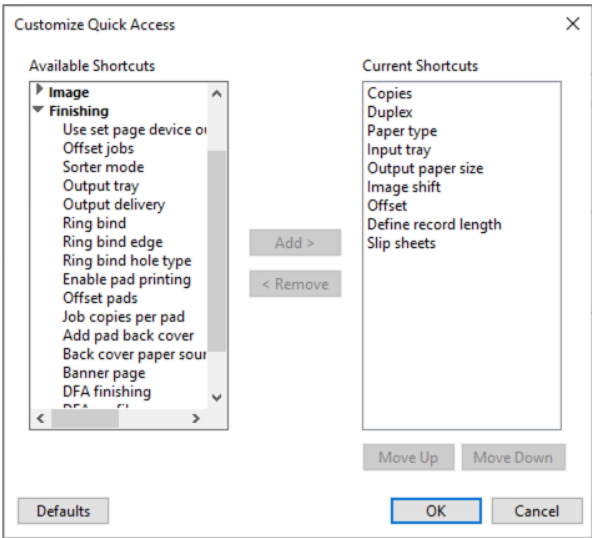 Customize Quick Access
Available Shortcuts
Image
Finishing
Use set page device
Offset jobs
Sorter mode
Output tray
Output delivery
Ring bind
Ring bind edge
Ring bind hole type
Enable pad printing
Offset pads
Job copies per pad
Add pad back cover
Back cover paper
Banner page
DFA finishing
Add >
< Remove
Current Shortcuts
Copies
Duplex
Paper type
Input tray
Output paper size
Image shift
Offset
Define record length
Slip sheets
Move Up Move Down
Defaults OK Cancel